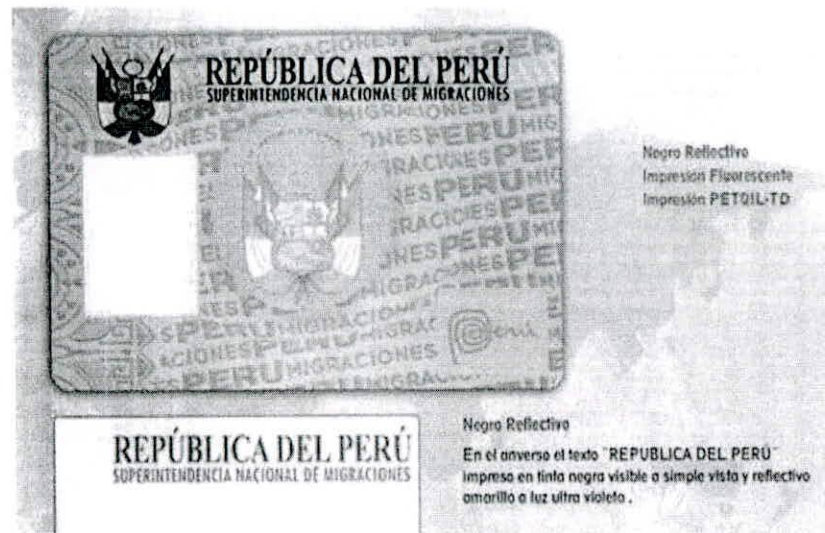 REPÚBLICA DEL PERÚ
SUPERINTENDENCIA NACIONAL DE MIGRACIONES
Negro Reflectivo
Impresión Fluorescente
Impresión PETQIL-TD
Perú
REPÚBLICA DEL PERÚ
SUPERINTENDENCIA NACIONAL DE MIGRACIONES
Negro Reflectivo
En el anverso el texto ¨REPUBLICA DEL PERÚ¨
impreso en tinta negra visible a simple vista y reflectivo
amarillo a luz ultra violeta .